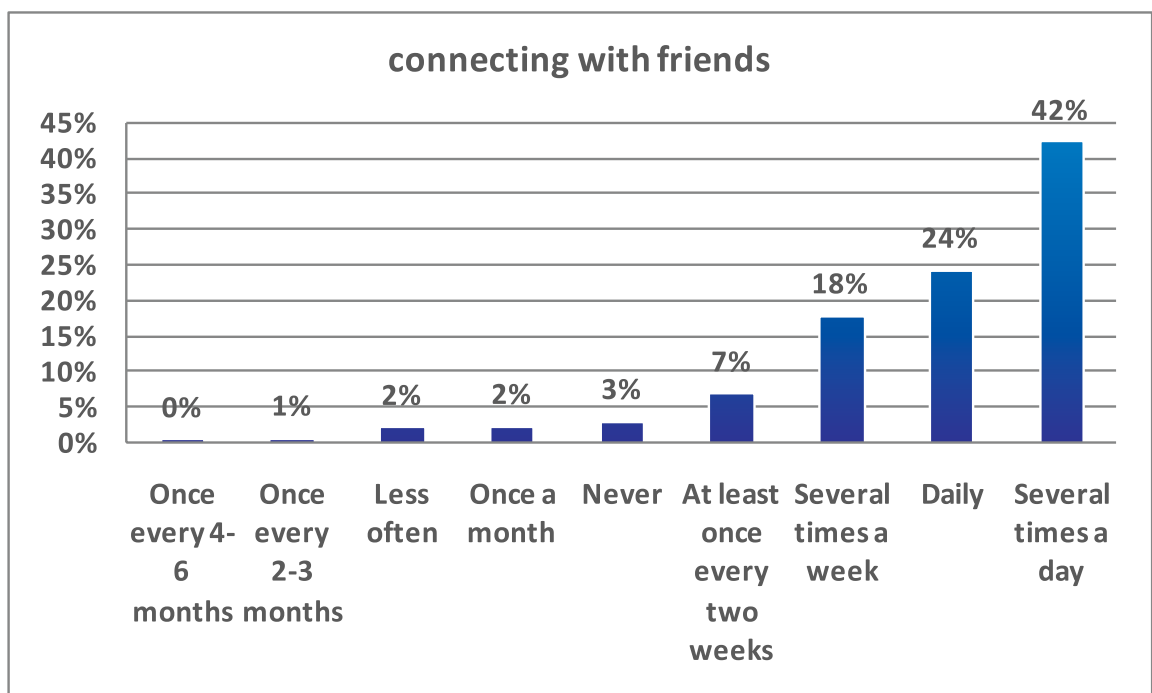 connecting with friends
45%
40%
35%
30%
25%
20%
15%
10%
5%
0%
0%
1%
2%
2%
3%
7%
18%
24%
42%
Once
every 4-
6
months
Once
every
2-3
months
Less
often
Once a
month
Never
At least
once
every
two
weeks
Several
times a
week
Daily
Several
times a
day